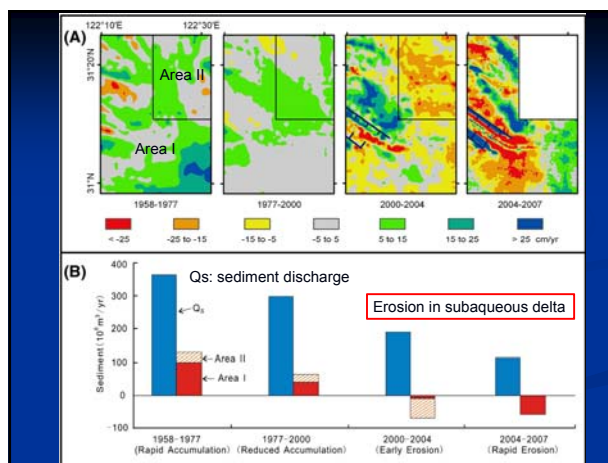 122°10'E 122°30'E
(A)
31°20'
Area II
Area I
31°N
1958-1977 1977-2000 2000-2004 2004-2007
< -25 -25 to -15 -15 to -5 -5 to 5 5 to 15 15 to 25 > 25 cm/yr
(B)
Qs: sediment discharge
Erosion in subaqueous delta
Sediment (10⁶ m³/yr)
400
300
200
100
0
-100
Qs
Area II
Area I
1958-1977 1977-2000 2000-2004 2004-2007
(Rapid Accumulation) (Reduced Accumulation) (Early Erosion) (Rapid Erosion)